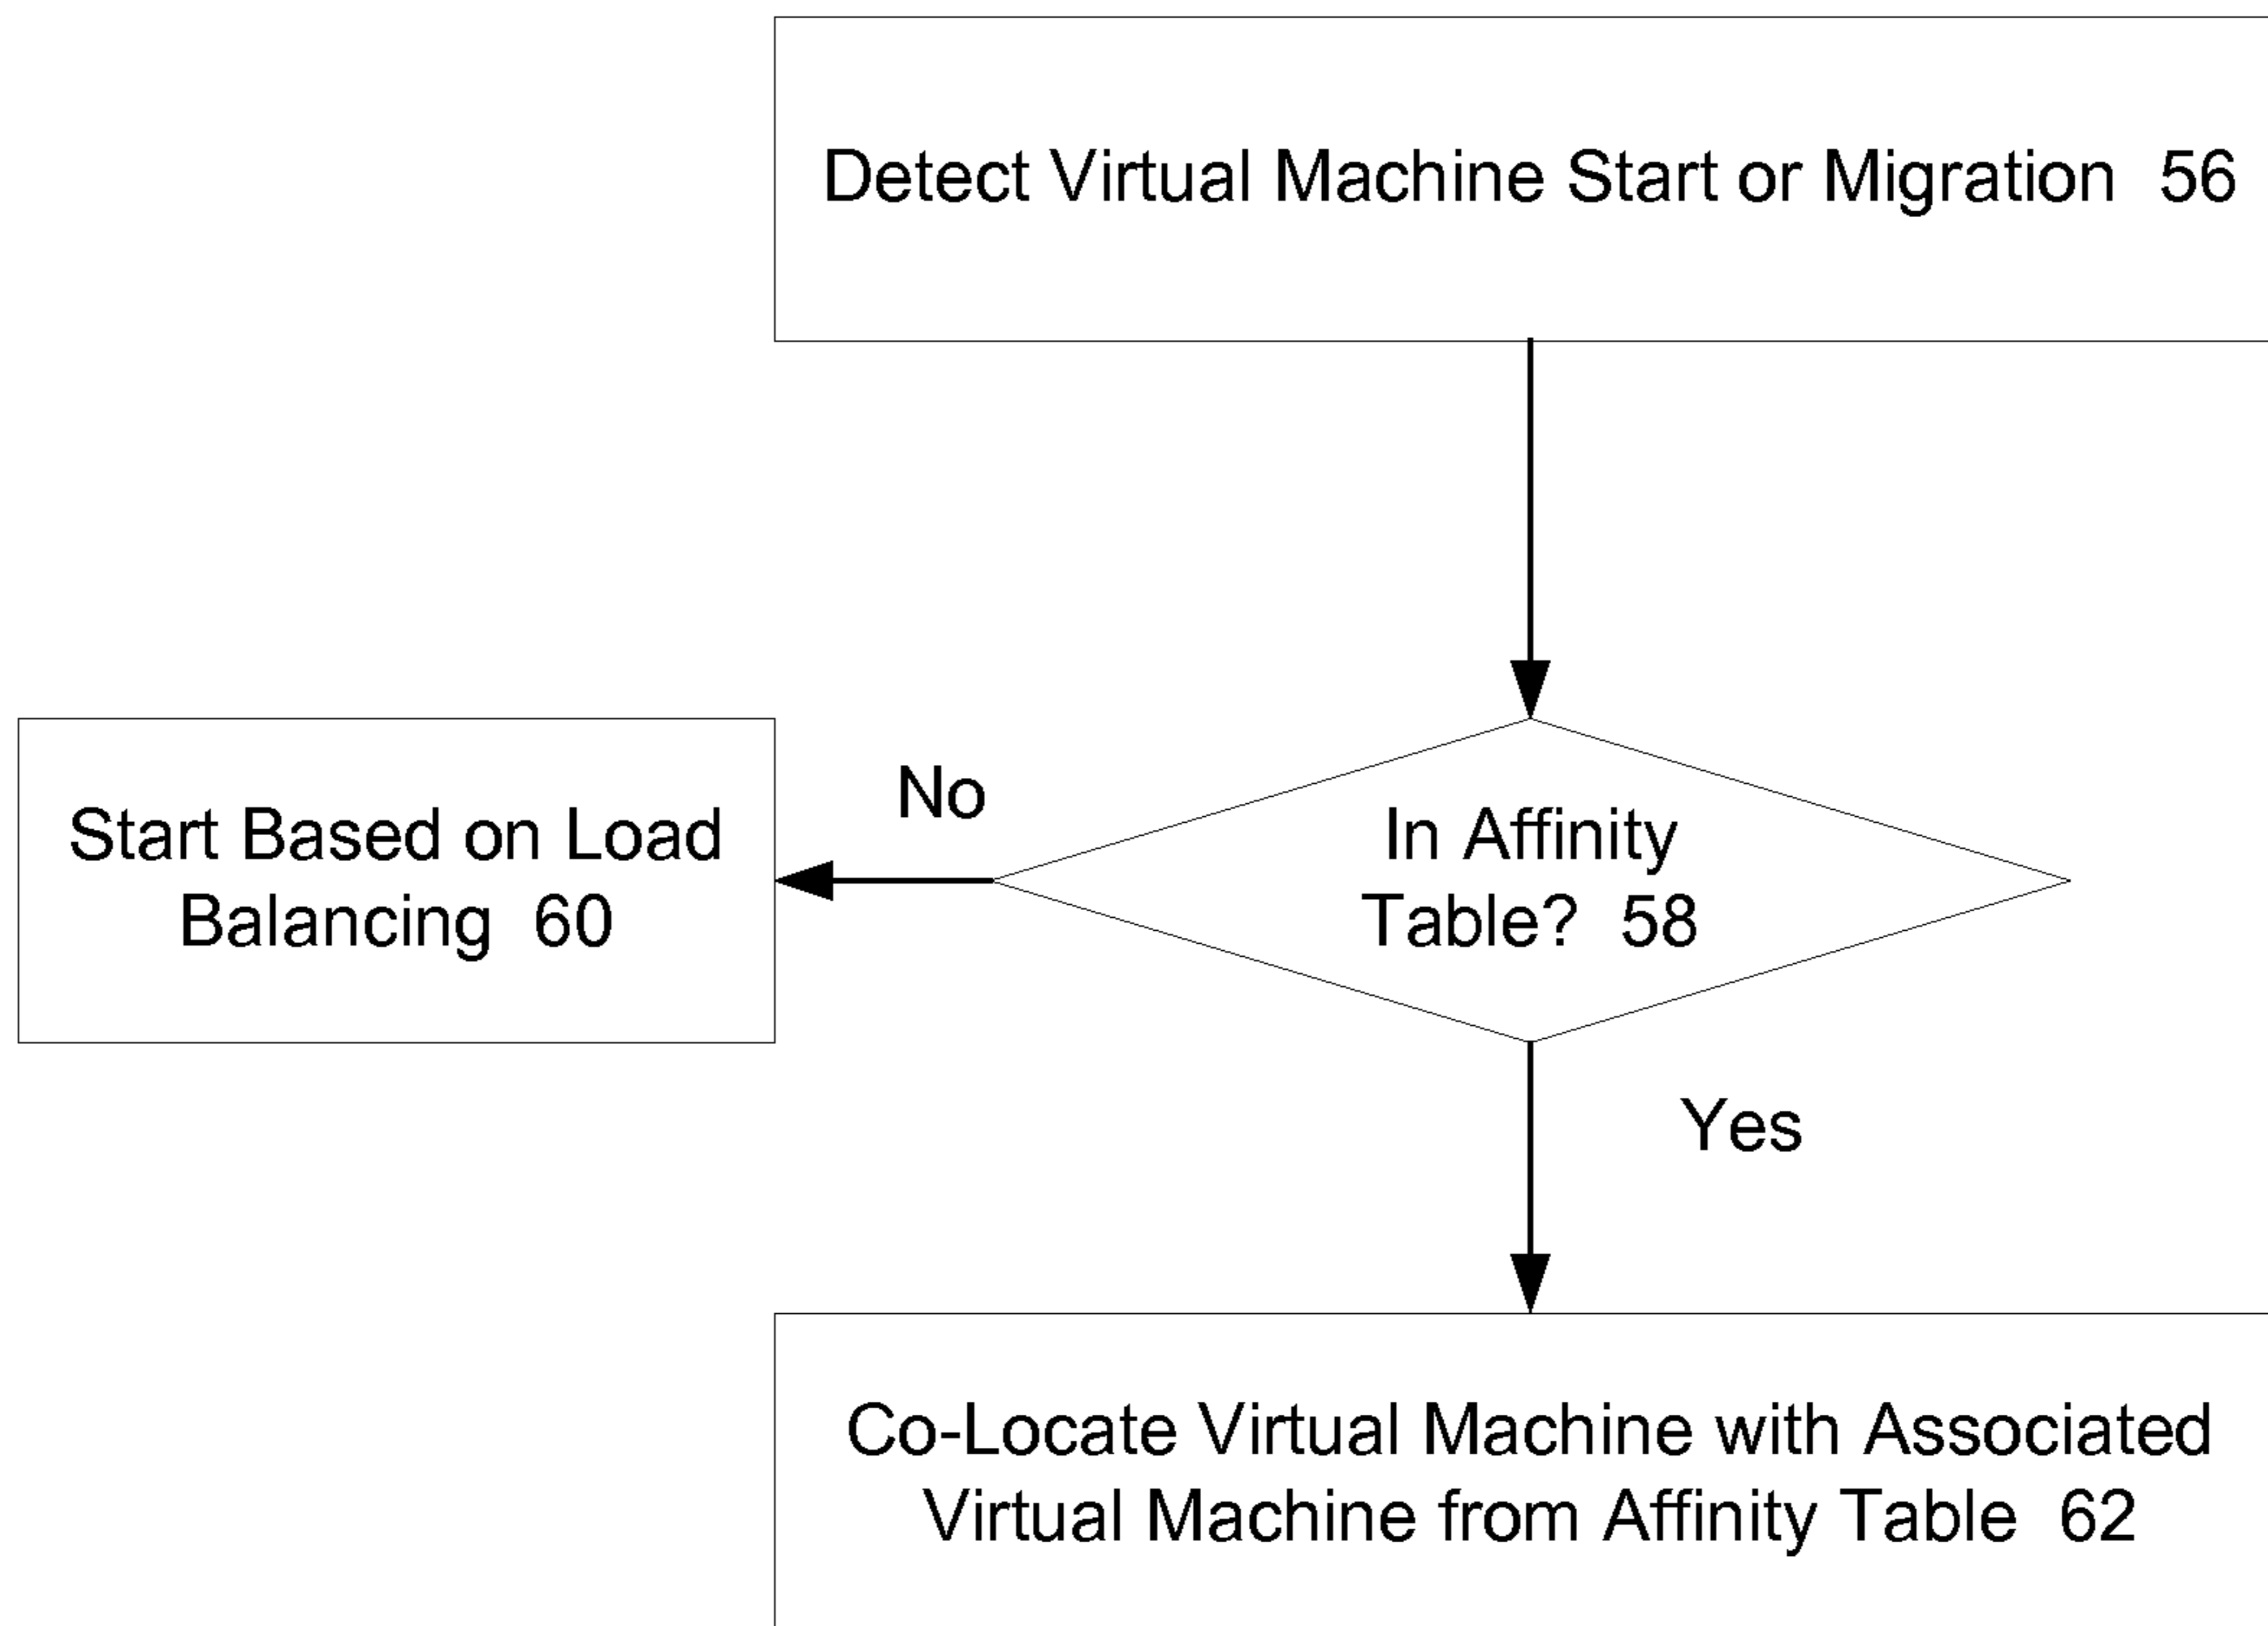 Detect Virtual Machine Start or Migration 56
No
Start Based on Load
Balancing 60
In Affinity
Table? 58
Yes
Co-Locate Virtual Machine with Associated
Virtual Machine from Affinity Table 62